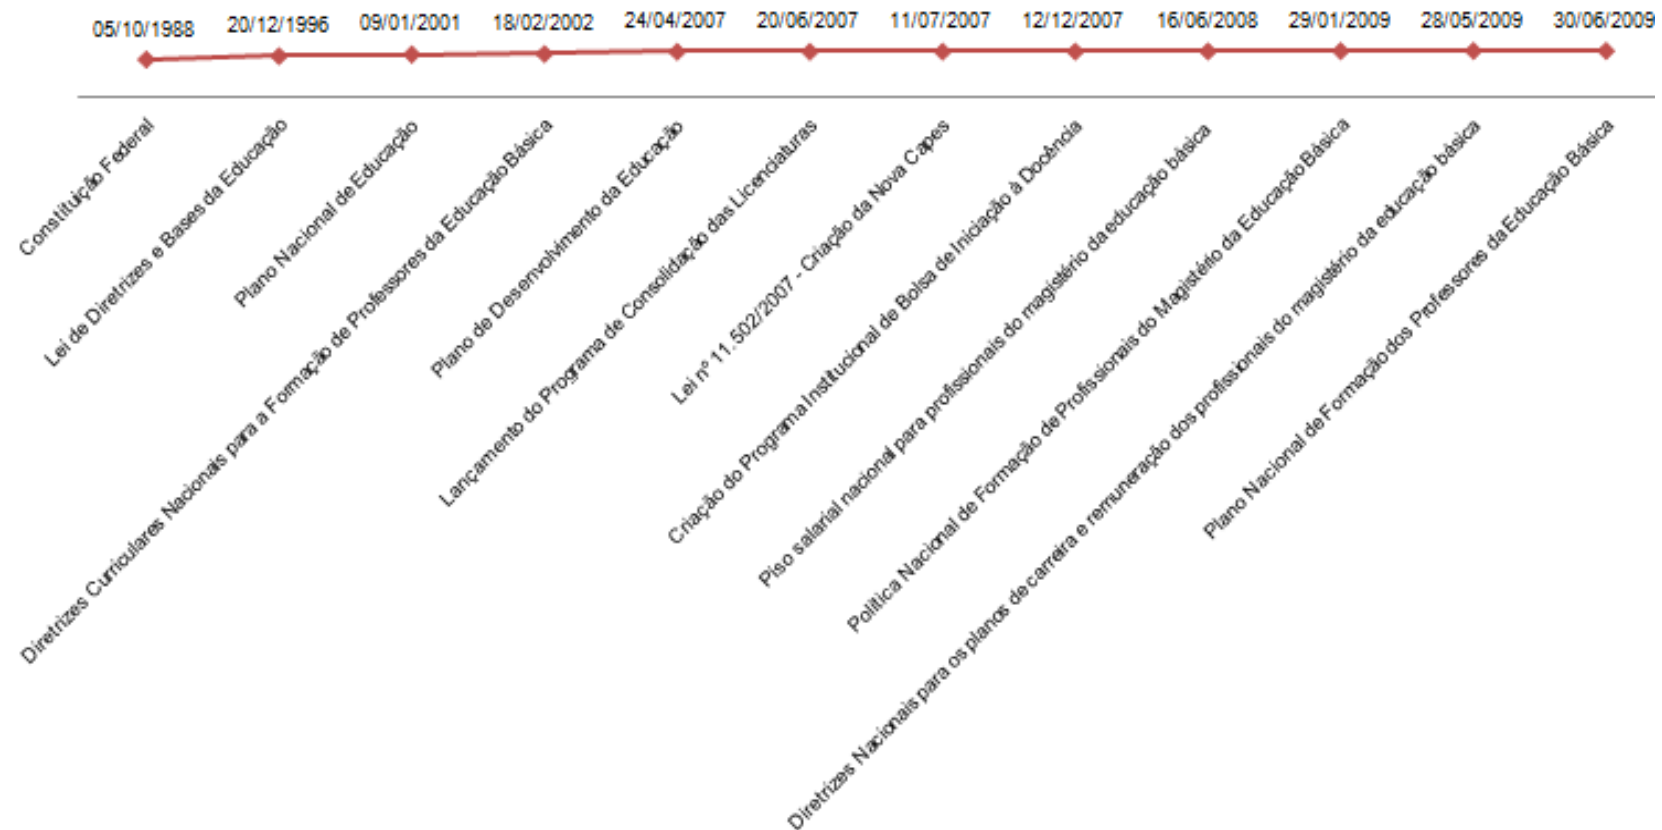 05/10/1988
20/12/1996
09/01/2001
18/02/2002
24/04/2007
20/06/2007
11/07/2007
12/12/2007
16/06/2008
29/01/2009
28/05/2009
30/06/2009
Constituição Federal
Lei de Diretrizes e Bases da Educação
Plano Nacional de Educação
Diretrizes Curriculares Nacionais para a Formação de Professores da Educação Básica
Plano de Desenvolvimento da Educação
Lançamento do Programa de Consolidação das Licenciaturas
Lei nº 11.502/2007 - Criação da Nova Capes
Criação do Programa Institucional de Bolsa de Iniciação à Docência
Piso salarial nacional para profissionais do magistério da educação básica
Política Nacional de Formação de Profissionais do Magistério da Educação Básica
Diretrizes Nacionais para os planos de carreira e remuneração dos profissionais do magistério da educação básica
Plano Nacional de Formação dos Professores da Educação Básica